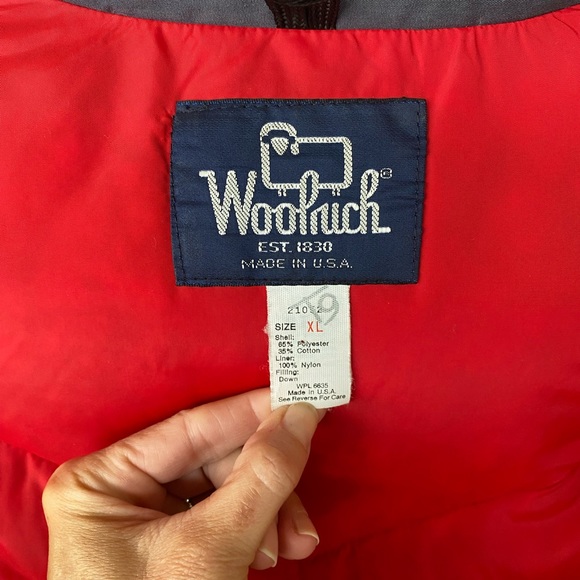 Woolrich®
EST. 1830
MADE IN U.S.A.
19
SIZE XL
Shell:
65% Polyester
35% Cotton
Liner:
100% Nylon
Filling:
Down
WPL 6635
Made in U.S.A.
See Reverse For Care